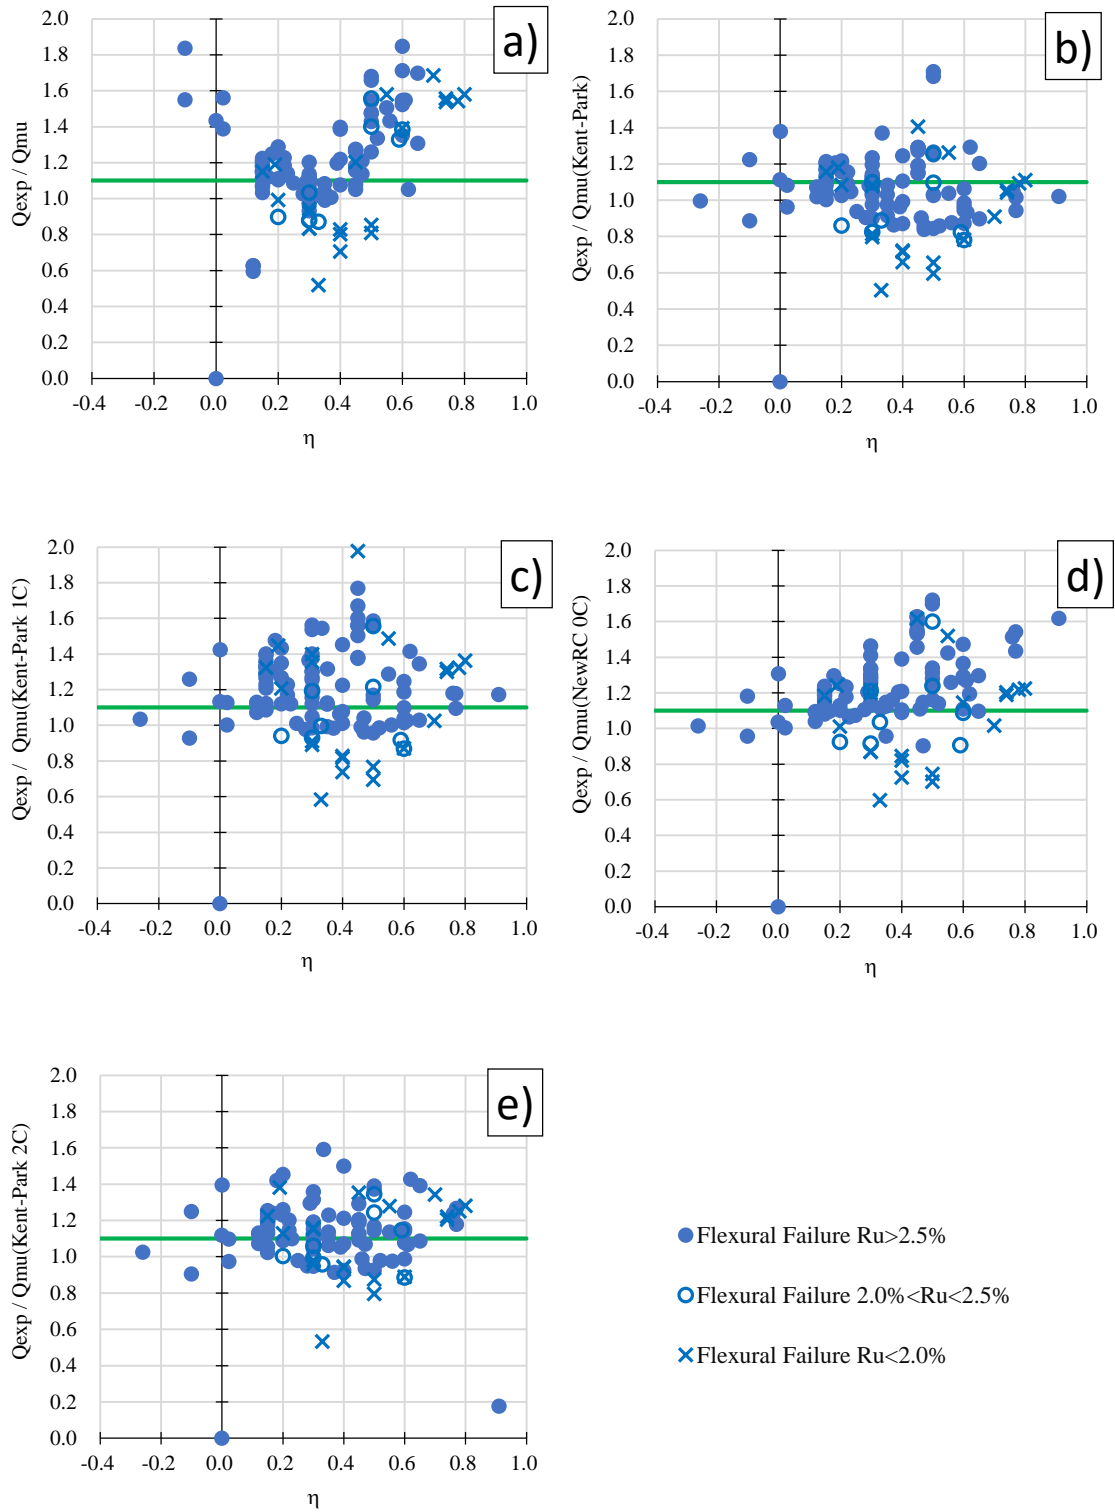 a)
Qexp / Qmu
2.0
1.8
1.6
1.4
1.2
1.0
0.8
0.6
0.4
0.2
0.0
-0.4 -0.2 0.0 0.2 0.4 0.6 0.8 1.0
η
b)
Qexp / Qmu(Kent-Park)
2.0
1.8
1.6
1.4
1.2
1.0
0.8
0.6
0.4
0.2
0.0
-0.4 -0.2 0.0 0.2 0.4 0.6 0.8 1.0
η
c)
Qexp / Qmu(Kent-Park 1C)
2.0
1.8
1.6
1.4
1.2
1.0
0.8
0.6
0.4
0.2
0.0
-0.4 -0.2 0.0 0.2 0.4 0.6 0.8 1.0
η
d)
Qexp / Qmu(NewRC 0C)
2.0
1.8
1.6
1.4
1.2
1.0
0.8
0.6
0.4
0.2
0.0
-0.4 -0.2 0.0 0.2 0.4 0.6 0.8 1.0
η
e)
Qexp / Qmu(Kent-Park 2C)
2.0
1.8
1.6
1.4
1.2
1.0
0.8
0.6
0.4
0.2
0.0
-0.4 -0.2 0.0 0.2 0.4 0.6 0.8 1.0
η
Flexural Failure Ru>2.5%
Flexural Failure 2.0%<Ru<2.5%
Flexural Failure Ru<2.0%